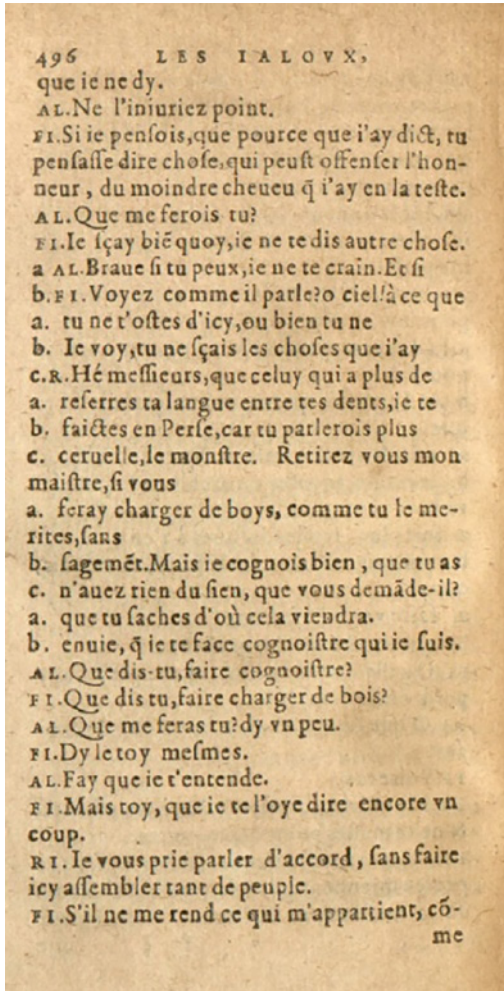 496 LES IALOVX,
que ie ne dy.
AL.Ne l'iniuriez point.
FI.Si ie pensois,que pource que i'ay dict, tu
pensasse dire chose,qui peust offenser l'hon-
neur , du moindre cheueu q̃ i'ay en la teste.
AL.Que me ferois tu?
FI.Ie sçay biẽ quoy,ie ne te dis autre chose.
a AL.Braue si tu peux,ie ne te crain.Et si
b.FI.Voyez comme il parle?o ciel!à ce que
a. tu ne t'ostes d'icy,ou bien tu ne
b. Ie voy,tu ne sçais les choses que i'ay
c.R.Hé messieurs,que celuy qui a plus de
a. reserres ta langue entre tes dents,ie te
b. faictes en Perse,car tu parlerois plus
c. ceruelle,le monstre. Retirez vous mon
maistre,si vous
a. feray charger de boys, comme tu le me-
rites,sans
b. sagemẽt.Mais ie cognois bien , que tu as
c. n'auez rien du sien, que vous demãde-il?
a. que tu saches d'où cela viendra.
b. enuie,q̃ ie te face cognoistre qui ie suis.
AL.Que dis-tu,faire cognoistre?
FI.Que dis tu,faire charger de bois?
AL.Que me feras tu?dy vn peu.
FI.Dy le toy mesmes.
AL.Fay que ie t'entende.
FI.Mais toy, que ie te l'oye dire encore vn
coup.
RI.Ie vous prie parler d'accord, sans faire
icy assembler tant de peuple.
FI.S'il ne me rend ce qui m'appartient, cõ-
me